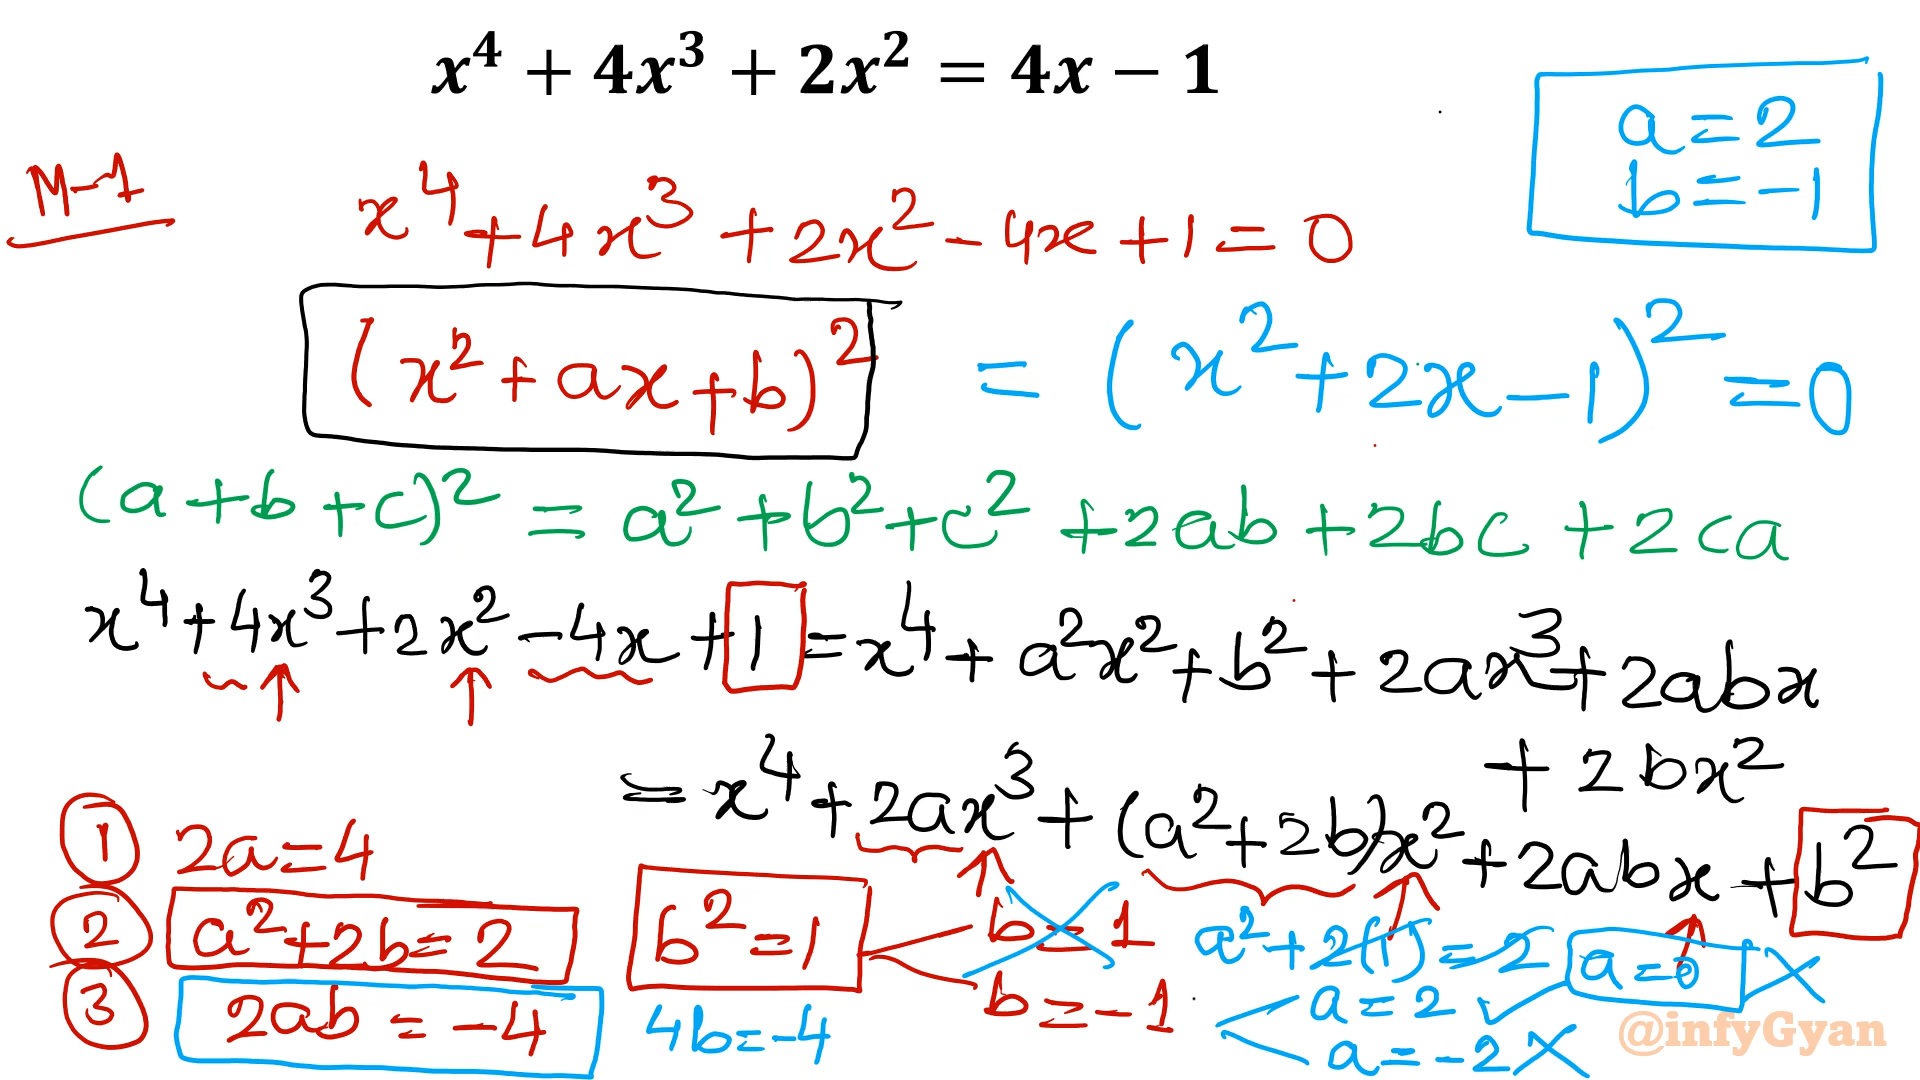 x⁴ + 4x³ + 2x² = 4x − 1
a = 2
b = −1
M-1
x⁴ + 4x³ + 2x² − 4x + 1 = 0
(x² + ax + b)² = (x² + 2x − 1)² = 0
(a + b + c)² = a² + b² + c² + 2ab + 2bc + 2ca
x⁴ + 4x³ + 2x² − 4x + 1 = x⁴ + a²x² + b² + 2ax³ + 2abx
+ 2bx²
= x⁴ + 2ax³ + (a² + 2b)x² + 2abx + b²
1 2a = 4
2 a² + 2b = 2
3 2ab = −4
b² = 1
b = 1
b = −1
4b = −4
a² + 2(1) = 2
a = 0 X
a = 2 ✓
a = −2 X
@infyGyan